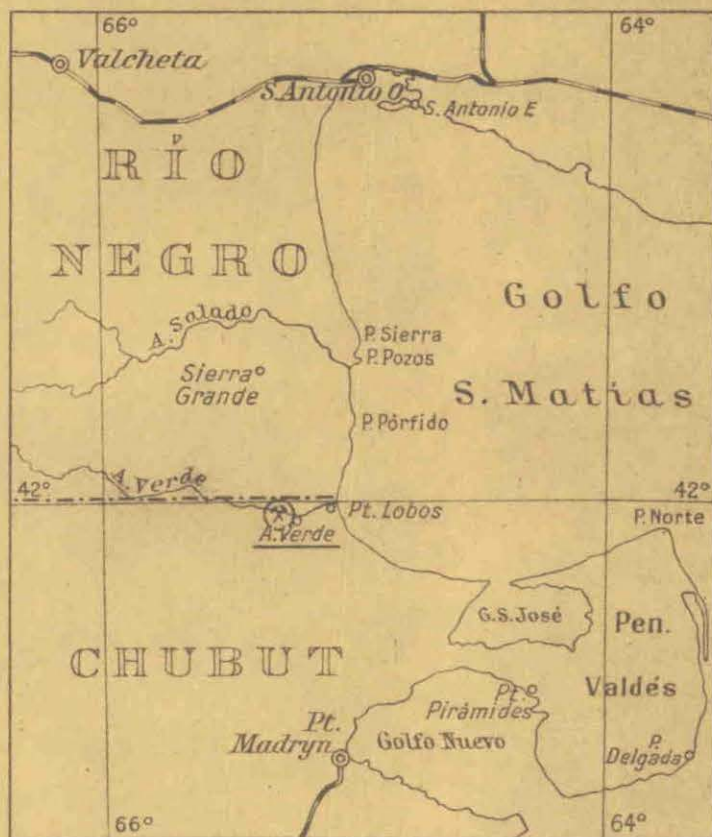 66° 64°
Valcheta
S. Antonio O.
S. Antonio E
RÍO
NEGRO
Golfo
A. Salado
P. Sierra
P. Pozos
Sierra
Grande
S. Matías
P. Pórfido
A. Verde
42° 42°
Pt. Lobos
P. Norte
A. Verde
G.S. José
Pen.
CHUBUT
Valdés
Pt.
Pirámides
Pt.
Madryn
Golfo Nuevo
P.
Delgada
66° 64°